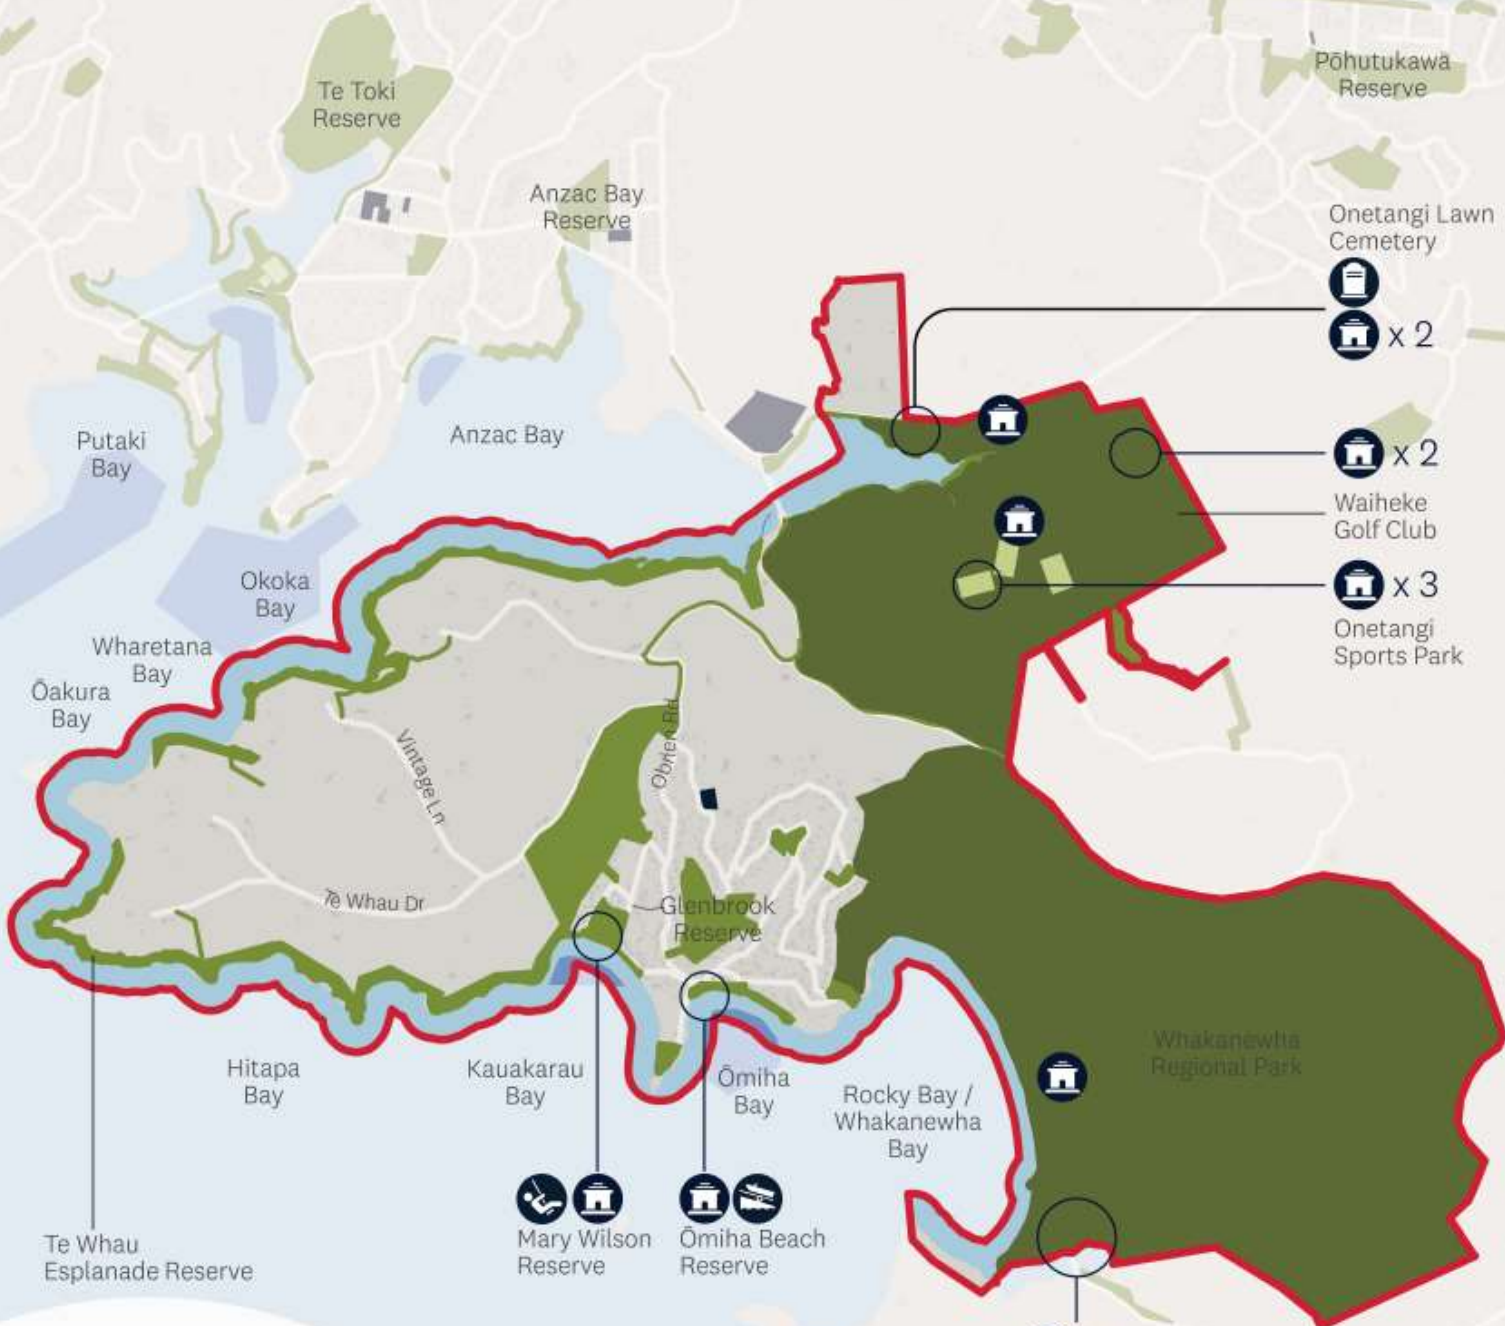 Te Toki
Reserve
Pōhutukawa
Reserve
Anzac Bay
Reserve
Onetangi Lawn
Cemetery
x 2
Putaki
Bay
Anzac Bay
x 2
Waiheke
Golf Club
Okoka
Bay
x 3
Onetangi
Sports Park
Wharetana
Bay
Ōakura
Bay
Vintage Ln
Obrien Rd
Te Whau Dr
Glenbrook
Reserve
Hitapa
Bay
Kauakarau
Bay
Ōmiha
Bay
Rocky Bay /
Whakanewha
Bay
Whakanewha
Regional Park
Te Whau
Esplanade Reserve
Mary Wilson
Reserve
Ōmiha Beach
Reserve